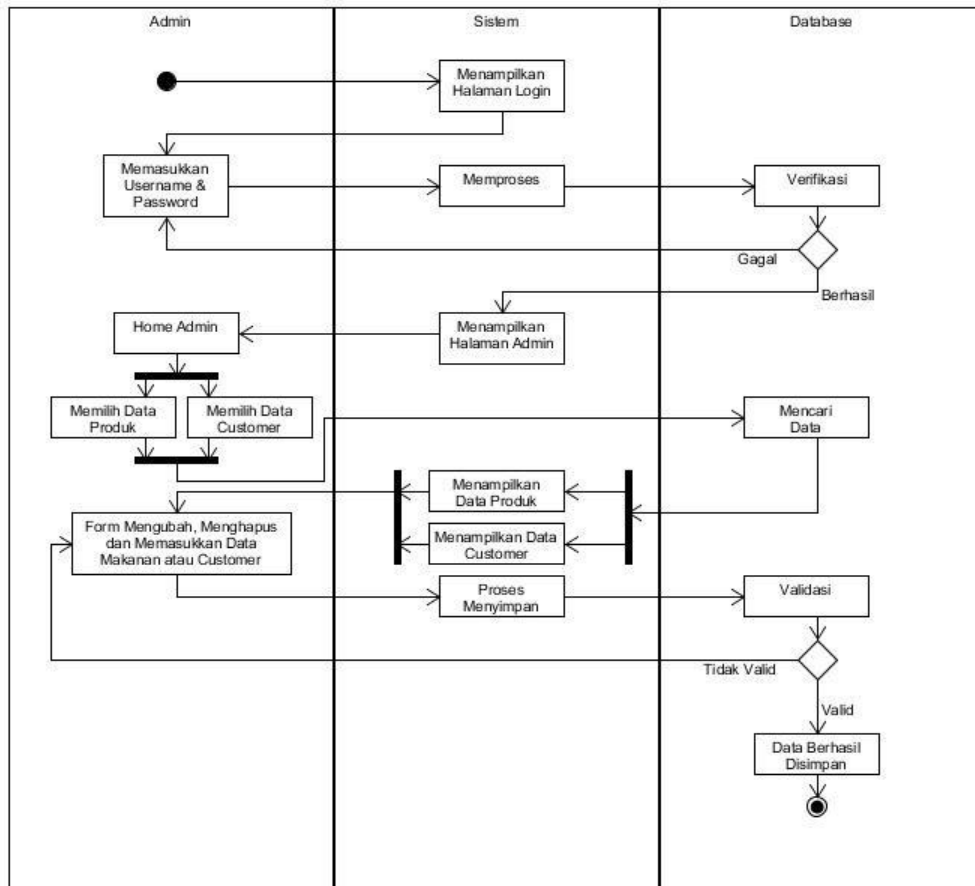 Admin
Sistem
Database
Menampilkan
Halaman Login
Memasukkan
Username &
Password
Memproses
Verifikasi
Gagal
Berhasil
Home Admin
Menampilkan
Halaman Admin
Memilih Data
Produk
Memilih Data
Customer
Mencari
Data
Menampilkan
Data Produk
Menampilkan Data
Customer
Form Mengubah, Menghapus
dan Memasukkan Data
Makanan atau Customer
Proses
Menyimpan
Validasi
Tidak Valid
Valid
Data Berhasil
Disimpan